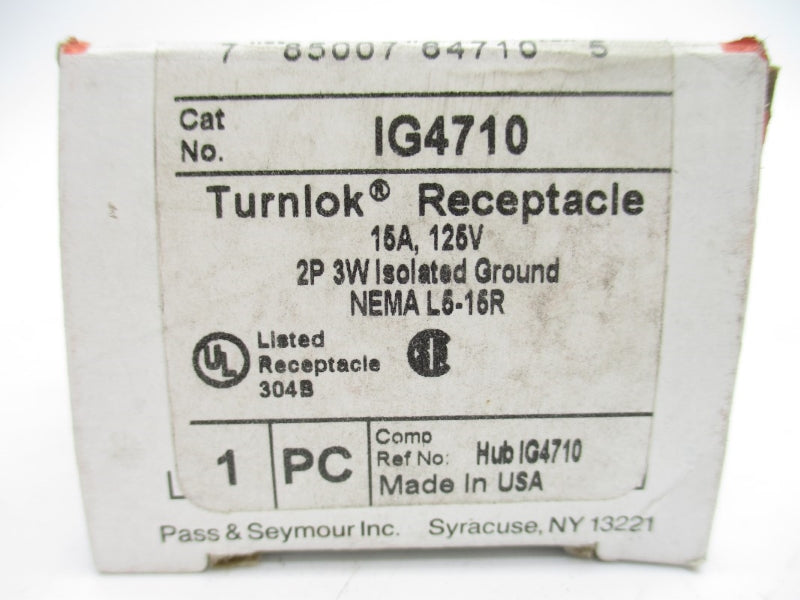 7 85007 64710 5
Cat No. IG4710
Turnlok® Receptacle
15A, 125V
2P 3W Isolated Ground
NEMA L5-15R
UL Listed
Receptacle
304B
1 PC
Comp
Ref No: Hub IG4710
Made In USA
Pass & Seymour Inc. Syracuse, NY 13221